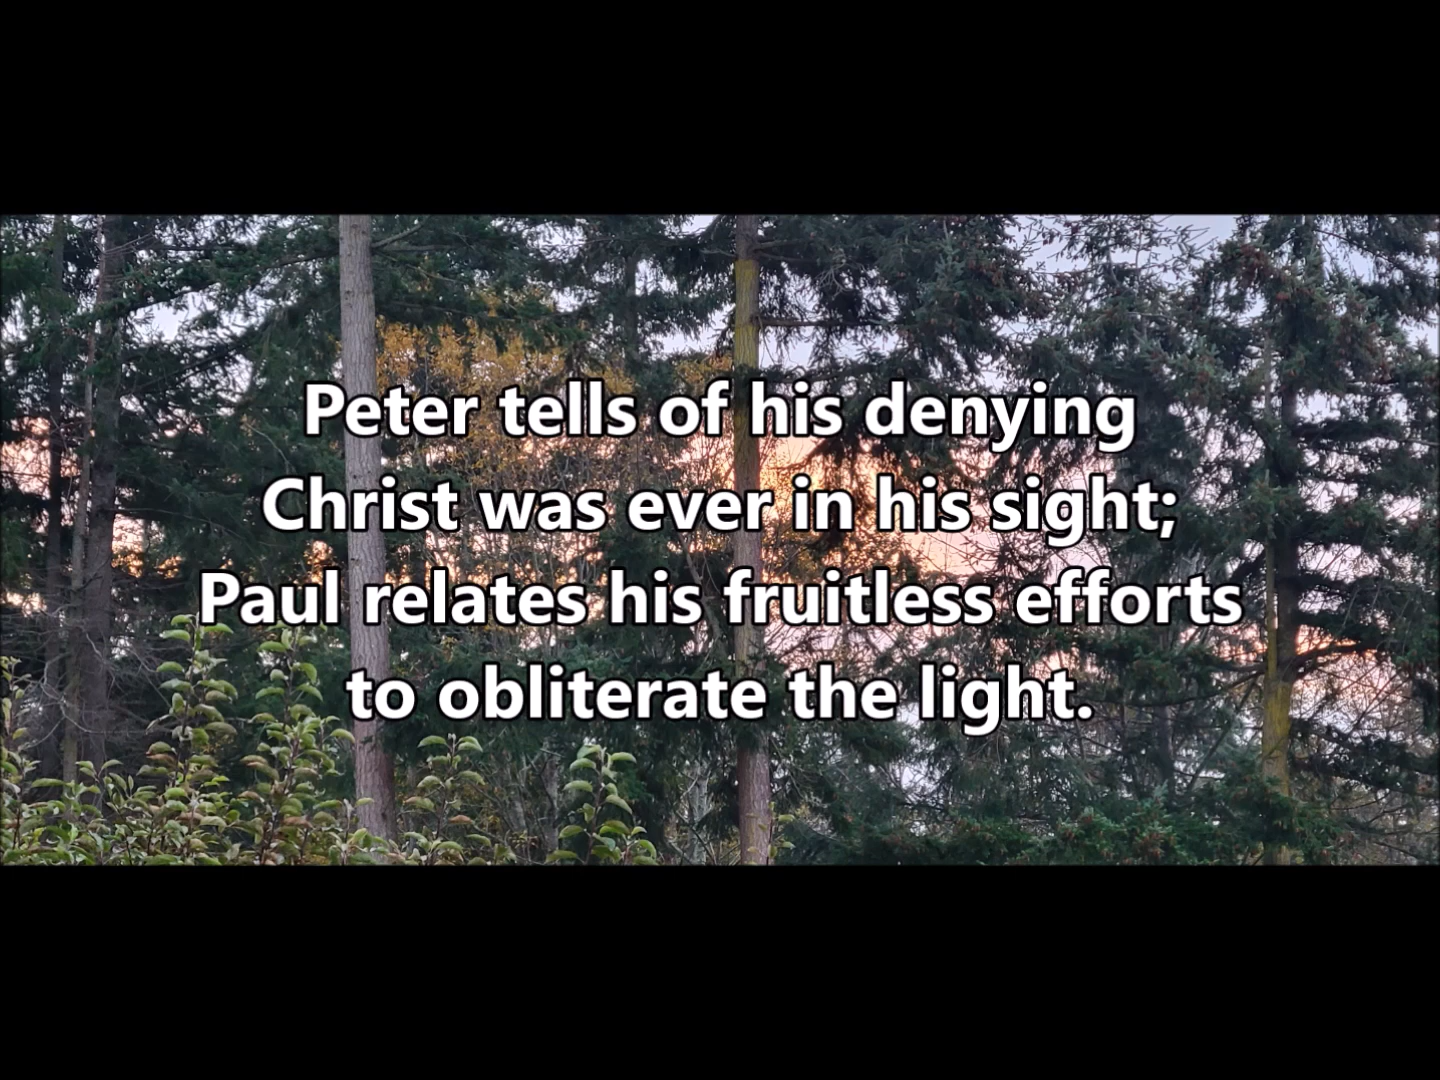 Peter tells of his denying
Christ was ever in his sight;
Paul relates his fruitless efforts
to obliterate the light.